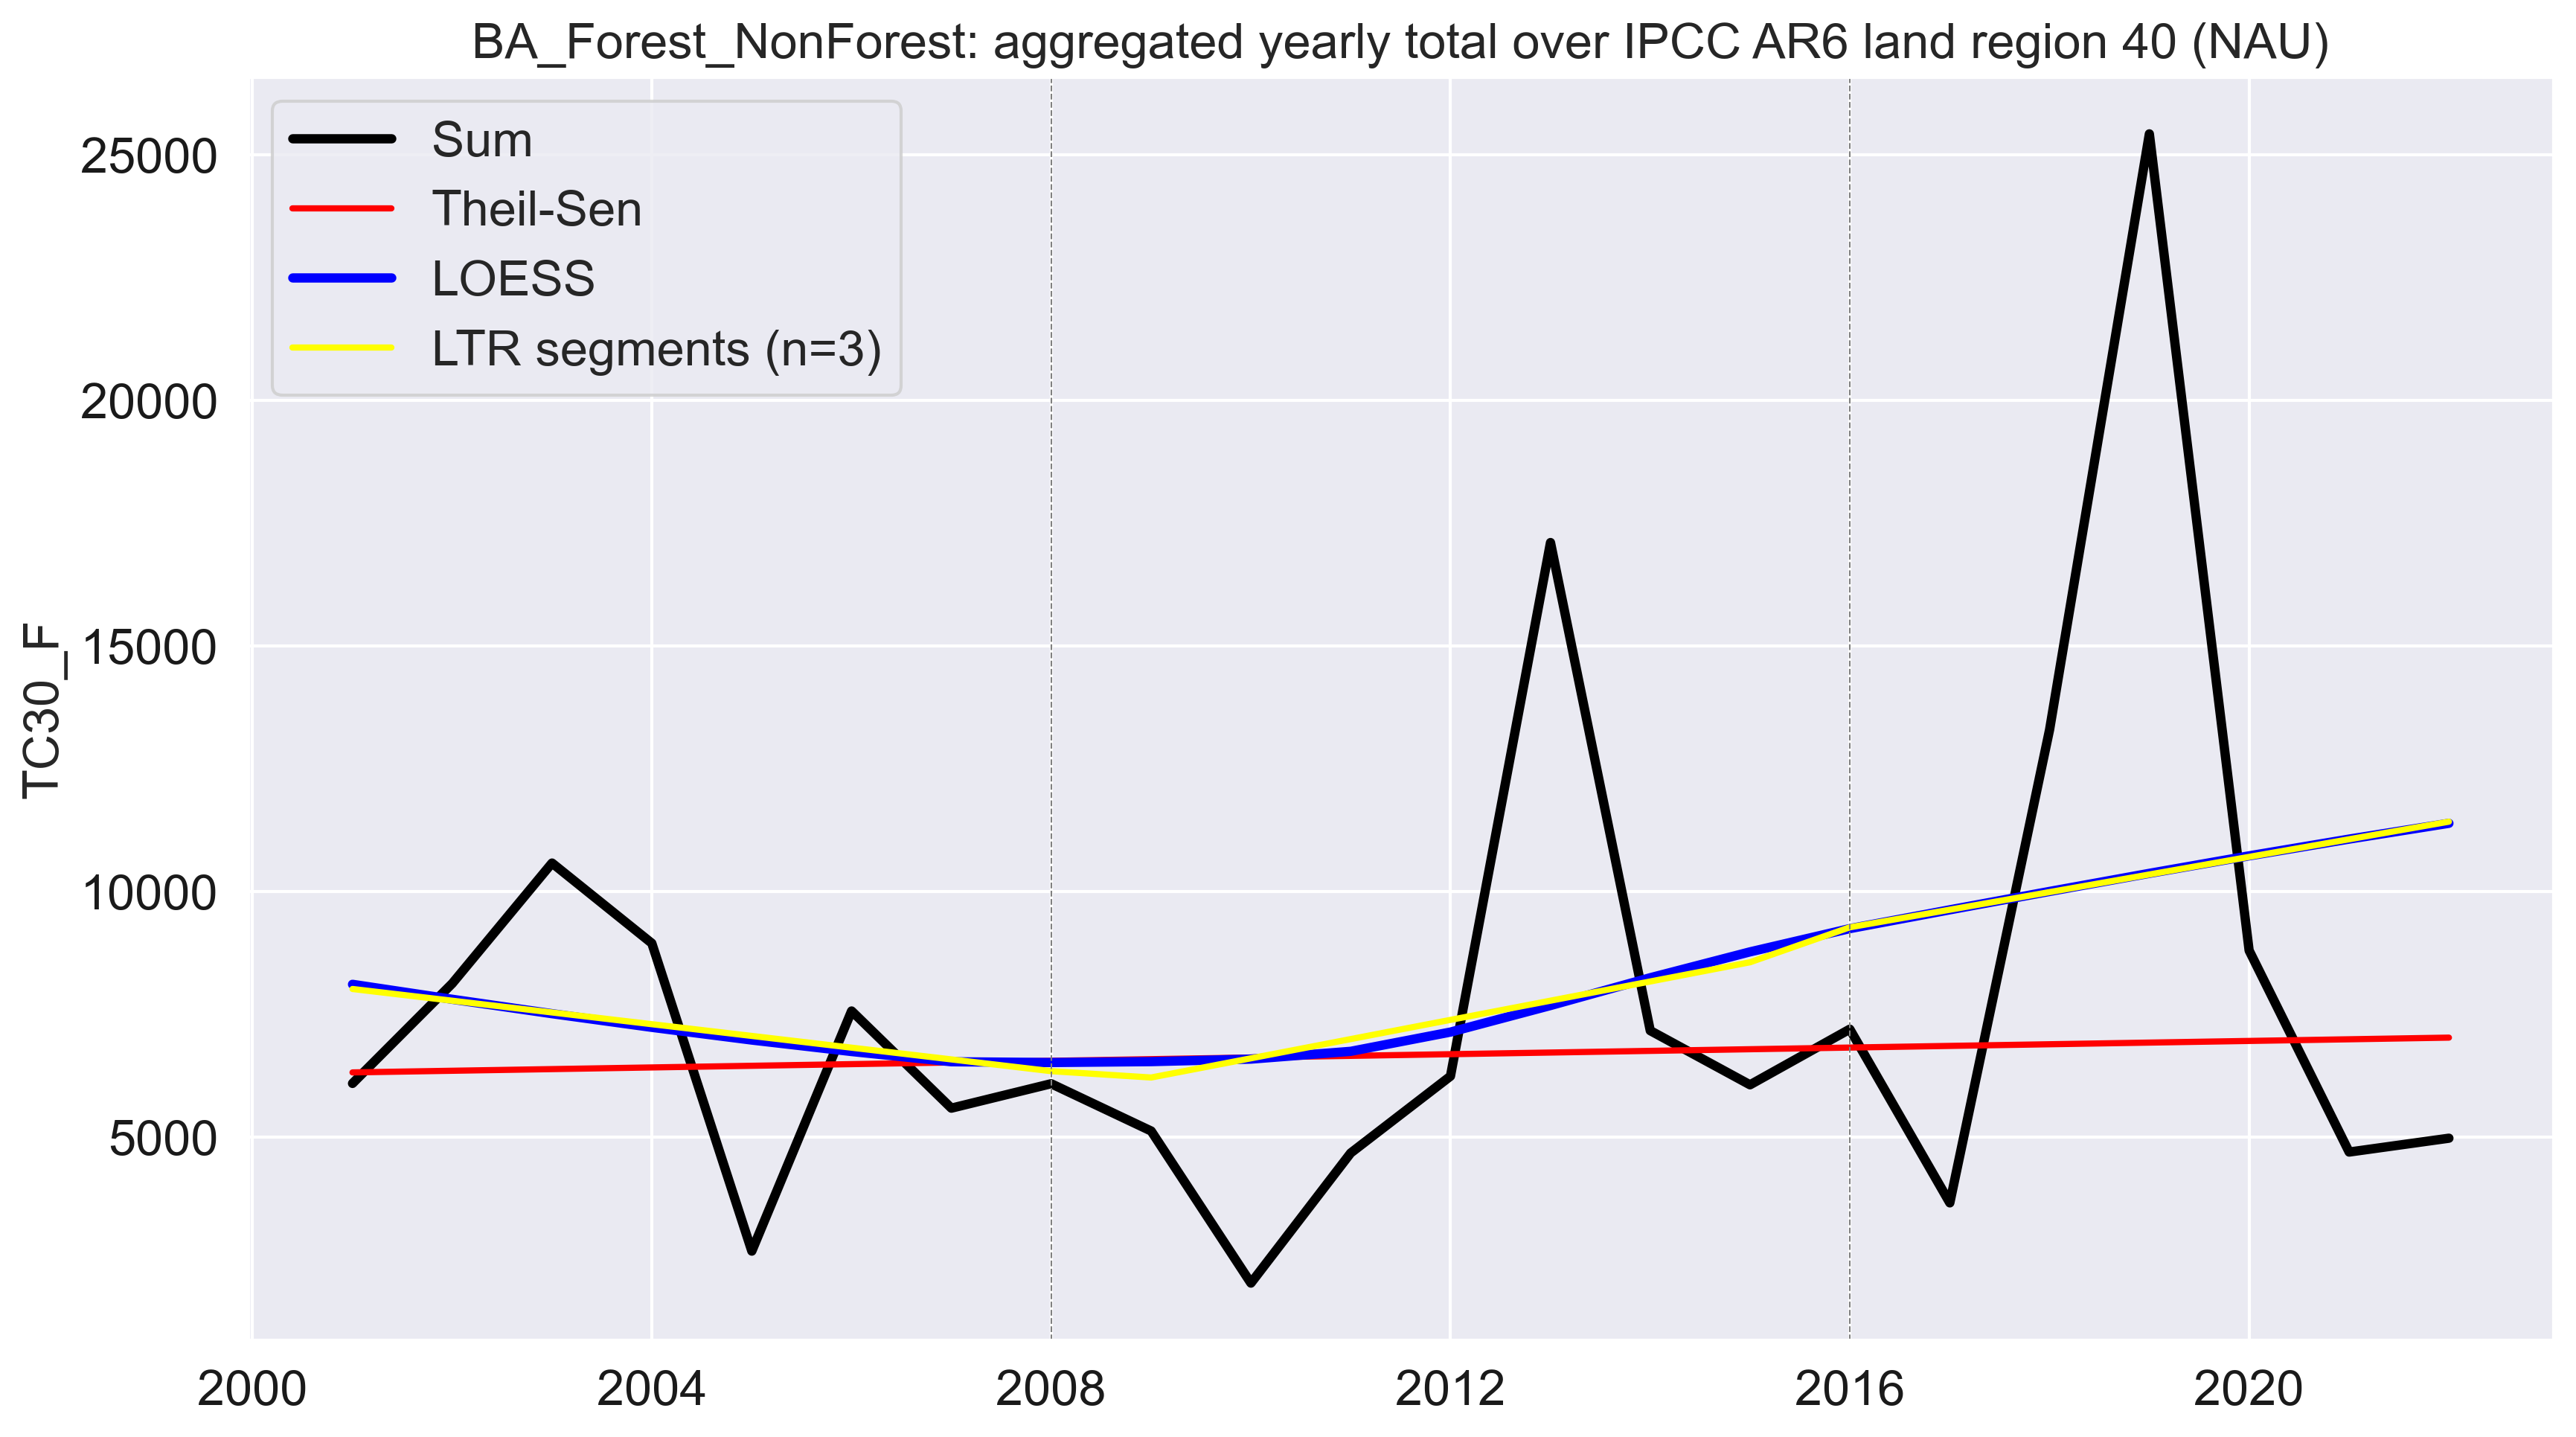 BA_Forest_NonForest: aggregated yearly total over IPCC AR6 land region 40 (NAU)
Sum
Theil-Sen
LOESS
LTR segments (n=3)
25000
20000
15000
10000
5000
TC30_F
2000 2004 2008 2012 2016 2020